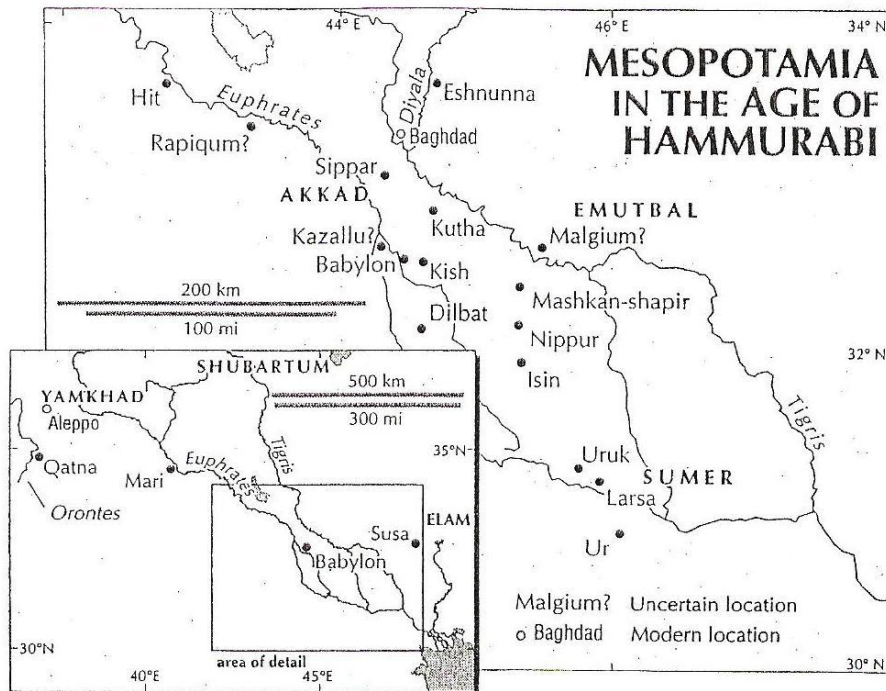 44° E
46° E
34° N
MESOPOTAMIA
IN THE AGE OF
HAMMURABI
Hit
Euphrates
Diyala
Eshnunna
Baghdad
Rapiqum?
Sippar
AKKAD
Kutha
EMUTBAL
Malgium?
Kazallu?
Babylon
Kish
200 km
100 mi
Dilbat
Mashkan-shapir
Nippur
Isin
32° N
Tigris
Uruk
SUMER
Larsa
Ur
Malgium? Uncertain location
Baghdad Modern location
30° N
SHUBARTUM
500 km
300 mi
YAMKHAD
Aleppo
Tigris
35°N
Qatna
Mari
Euphrates
Orontes
Susa
ELAM
Babylon
30°N
area of detail
40°E
45°E